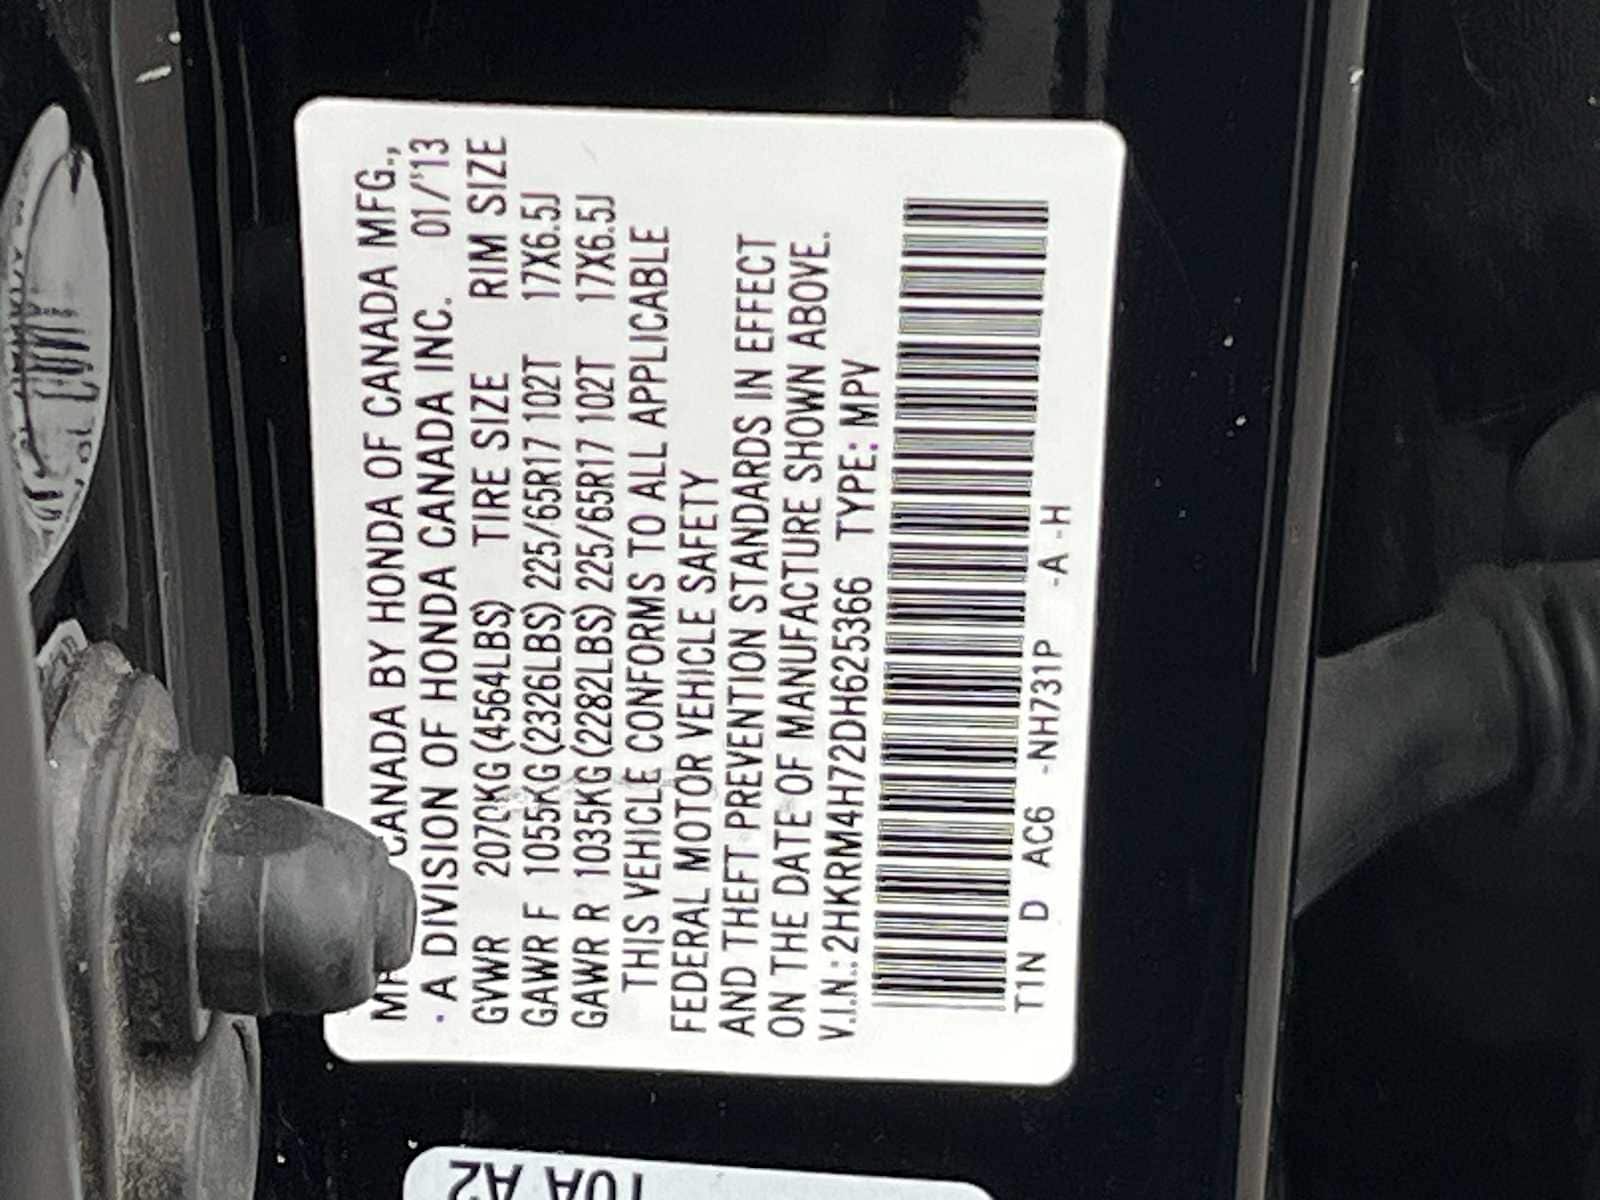 CANADA BY HONDA OF CANADA MFG.,
A DIVISION OF HONDA CANADA INC. 01/'13
GVWR 2070KG (4564LBS) TIRE SIZE RIM SIZE
GAWR F 1055KG (2326LBS) 225/65R17 102T 17X6.5J
GAWR R 1035KG (2282LBS) 225/65R17 102T 17X6.5J
THIS VEHICLE CONFORMS TO ALL APPLICABLE
FEDERAL MOTOR VEHICLE SAFETY
AND THEFT PREVENTION STANDARDS IN EFFECT
ON THE DATE OF MANUFACTURE SHOWN ABOVE.
V.I.N.:2HKRM4H72DH625366 TYPE: MPV
T1N D AC6 -NH731P -A -H
A2